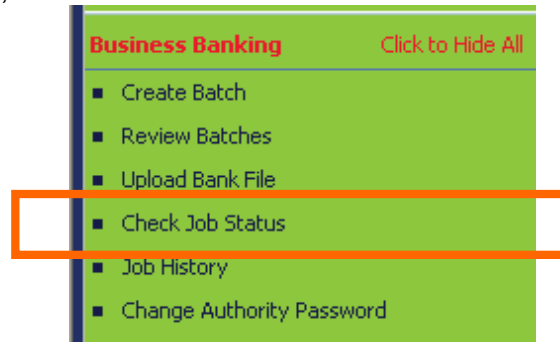 Business Banking Click to Hide All
Create Batch
Review Batches
Upload Bank File
Check Job Status
Job History
Change Authority Password